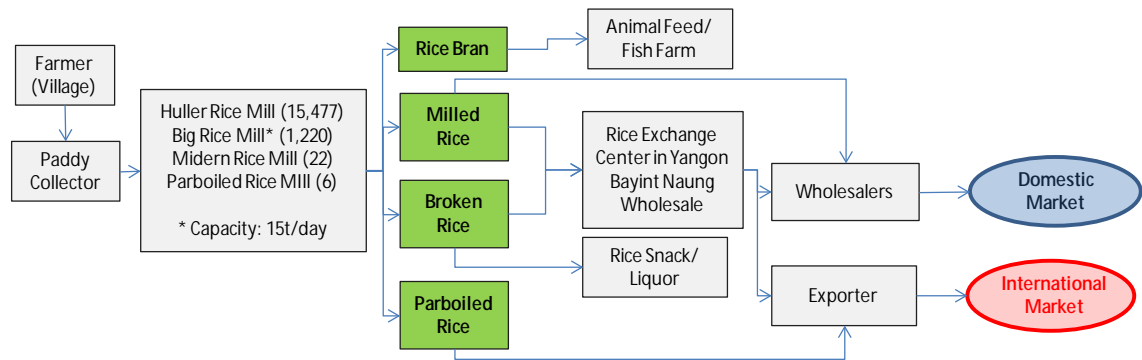 Farmer
(Village)
Paddy
Collector
Huller Rice Mill (15,477)
Big Rice Mill* (1,220)
Midern Rice Mill (22)
Parboiled Rice MIll (6)
* Capacity: 15t/day
Rice Bran
Milled
Rice
Broken
Rice
Parboiled
Rice
Animal Feed/
Fish Farm
Rice Exchange
Center in Yangon
Bayint Naung
Wholesale
Rice Snack/
Liquor
Wholesalers
Exporter
Domestic
Market
International
Market